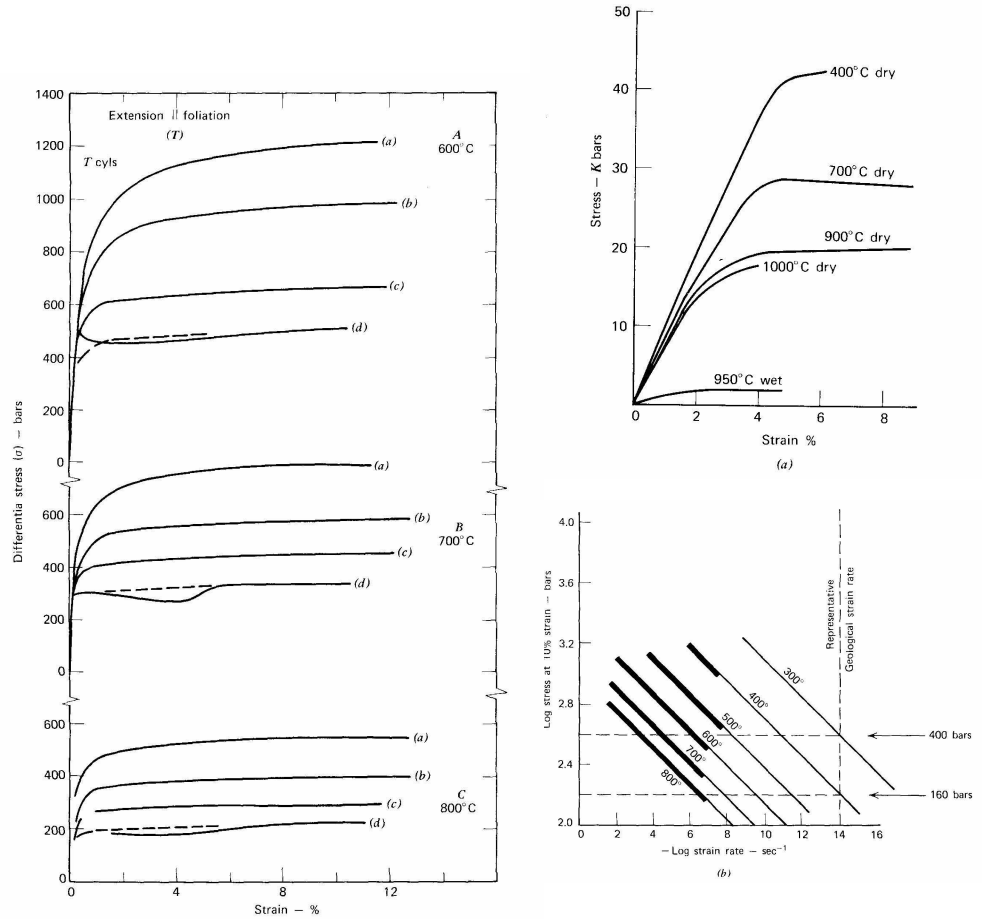 1400
1200
1000
800
600
400
200
0
600
400
200
0
600
400
200
0
Differentia stress (σ) – bars
Extension || foliation
(T)
T cyls
A
600°C
(a)
(b)
(c)
(d)
B
700°C
(a)
(b)
(c)
(d)
C
800°C
(a)
(b)
(c)
(d)
0 4 8 12
Strain – %
50
40
30
20
10
0
Stress – K bars
400°C dry
700°C dry
900°C dry
1000°C dry
950°C wet
0 2 4 6 8
Strain %
(a)
4.0
3.6
3.2
2.8
2.4
2.0
Log stress at 10% strain – bars
Representative
Geological strain rate
300°
400°
500°
600°
700°
800°
400 bars
160 bars
0 2 4 6 8 10 12 14 16
– Log strain rate – sec⁻¹
(b)